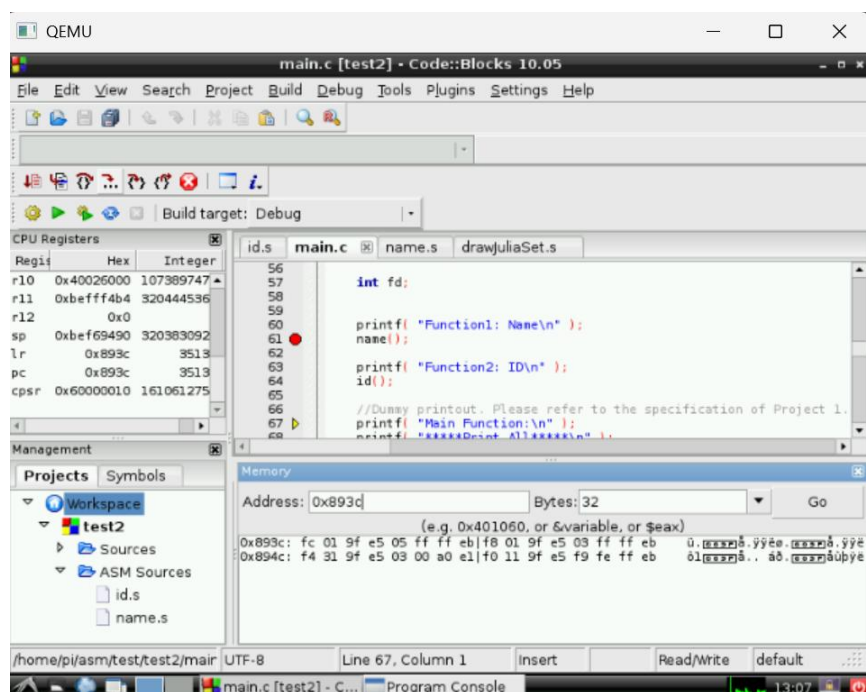 QEMU
main.c [test2] - Code::Blocks 10.05
File Edit View Search Project Build Debug Tools Plugins Settings Help
Build target: Debug
CPU Registers
id.s main.c name.s drawJuliaSet.s
Regis Hex Integer
r10 0x40026000 107389747
r11 0xbefff4b4 320444536
r12 0x0
sp 0xbef69490 320383092
lr 0x893c 3513
pc 0x893c 3513
cpsr 0x60000010 161061275
56
57 int fd;
58
59
60 printf( "Function1: Name\n" );
61 name();
62
63 printf( "Function2: ID\n" );
64 id();
65
66 //Dummy printout. Please refer to the specification of Project 1.
67 printf( "Main Function:\n" );
68 printf( "*****Print All*****\n" );
Management
Projects Symbols
Workspace
test2
Sources
ASM Sources
id.s
name.s
Memory
Address: 0x893c Bytes: 32 Go
(e.g. 0x401060, or &variable, or $eax)
0x893c: fc 01 9f e5 05 ff ff eb|f8 01 9f e5 03 ff ff eb
0x894c: f4 31 9f e5 03 00 a0 e1|f0 11 9f e5 f9 fe ff eb
/home/pi/asm/test/test2/mair UTF-8 Line 67, Column 1 Insert Read/Write default
main.c [test2] - C... Program Console 13:07